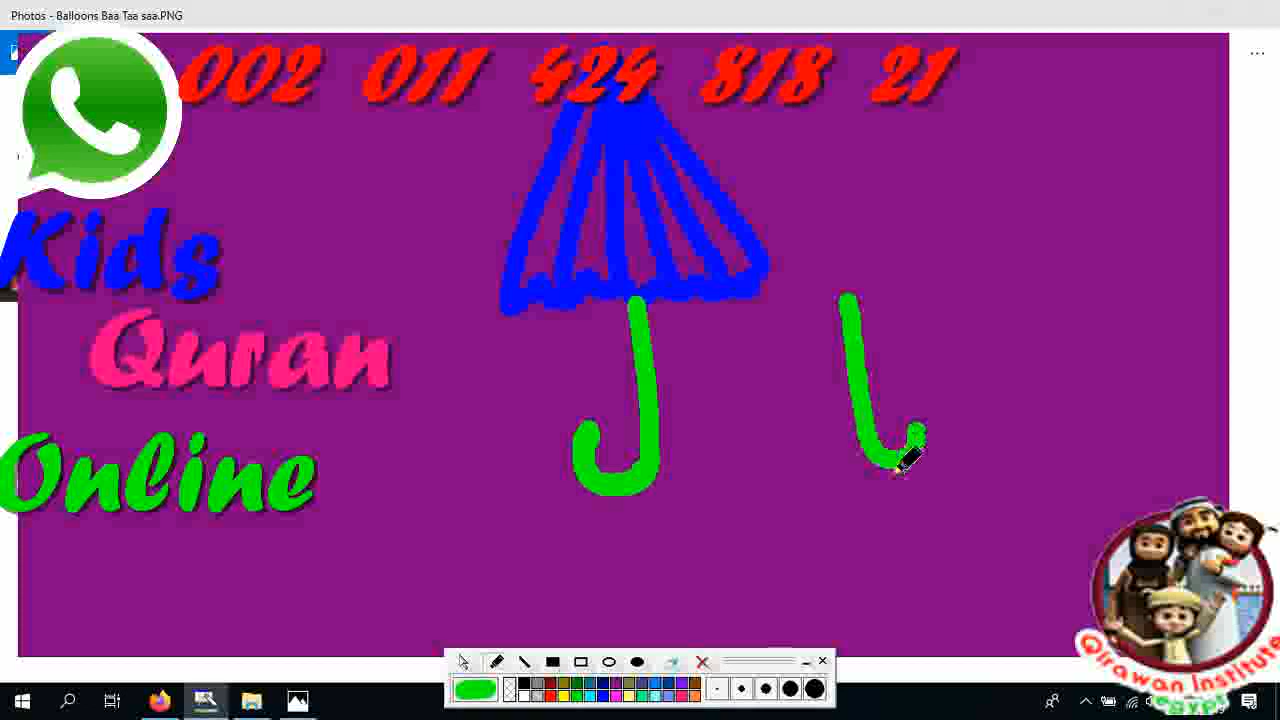 Photos - Balloons Baa Taa saa.PNG
002 011 424 818 21
Kids
Quran
Online
Qirawan Institute
egypt